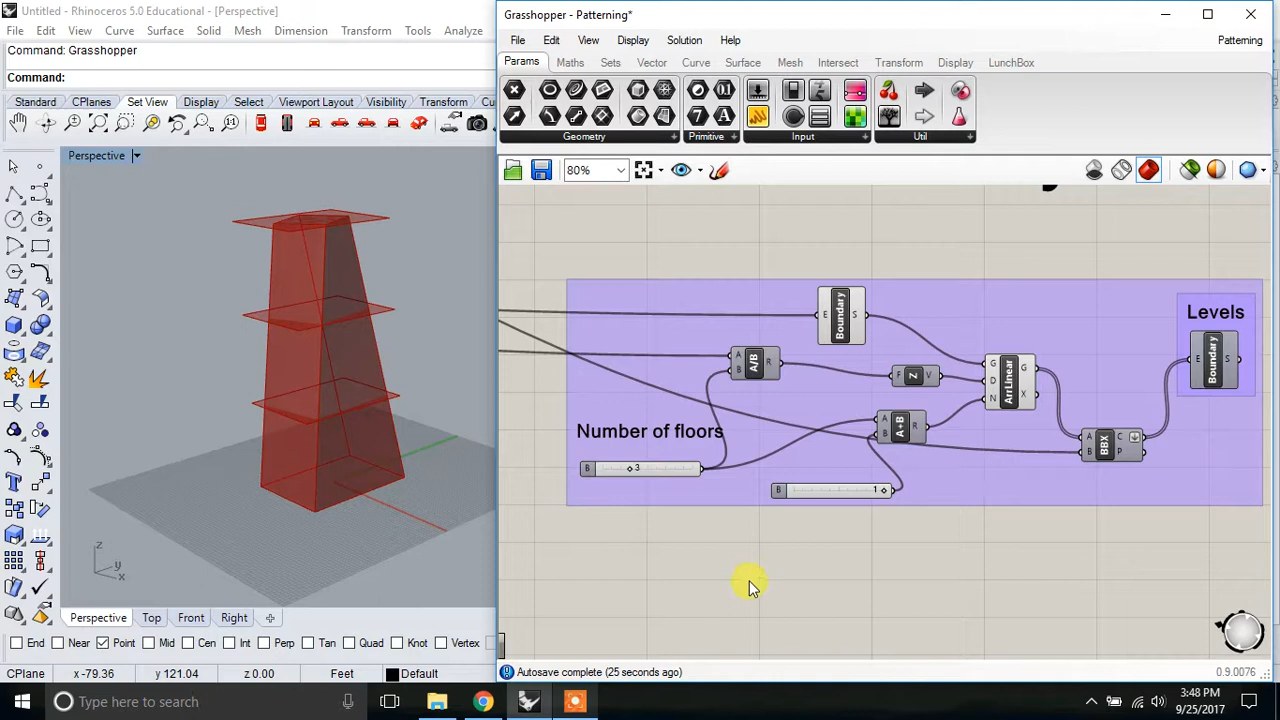 Untitled - Rhinoceros 5.0 Educational - [Perspective]
File Edit View Curve Surface Solid Mesh Dimension Transform Tools Analyze
Command: Grasshopper
Command:
Standard CPlanes Set View Display Select Viewport Layout Visibility Transform
Perspective
z
y
x
Perspective Top Front Right
End Near Point Mid Cen Int Perp Tan Quad Knot Vertex
CPlane x -79.36 y 121.04 z 0.00 Feet Default
Grasshopper - Patterning*
File Edit View Display Solution Help Patterning
Params Maths Sets Vector Curve Surface Mesh Intersect Transform Display LunchBox
Geometry Primitive Input Util
80%
Levels
E Boundary S
E Boundary S
A B A/B R
F Z V
G D N ArrLinear G X
A B A+B R
A B BBX C P
Number of floors
B 3
B 1
Autosave complete (25 seconds ago) 0.9.0076
Type here to search
3:48 PM
9/25/2017